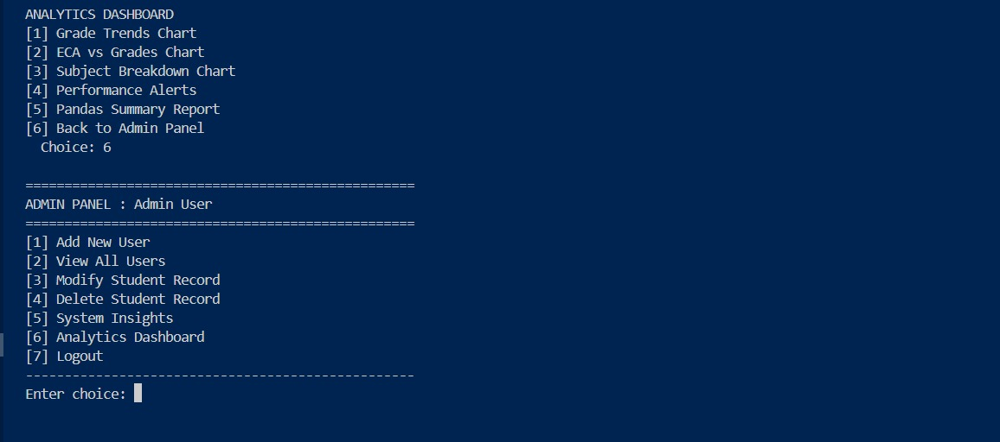 ANALYTICS DASHBOARD
[1] Grade Trends Chart
[2] ECA vs Grades Chart
[3] Subject Breakdown Chart
[4] Performance Alerts
[5] Pandas Summary Report
[6] Back to Admin Panel
  Choice: 6

==================================================
ADMIN PANEL : Admin User
==================================================
[1] Add New User
[2] View All Users
[3] Modify Student Record
[4] Delete Student Record
[5] System Insights
[6] Analytics Dashboard
[7] Logout
--------------------------------------------------
Enter choice: